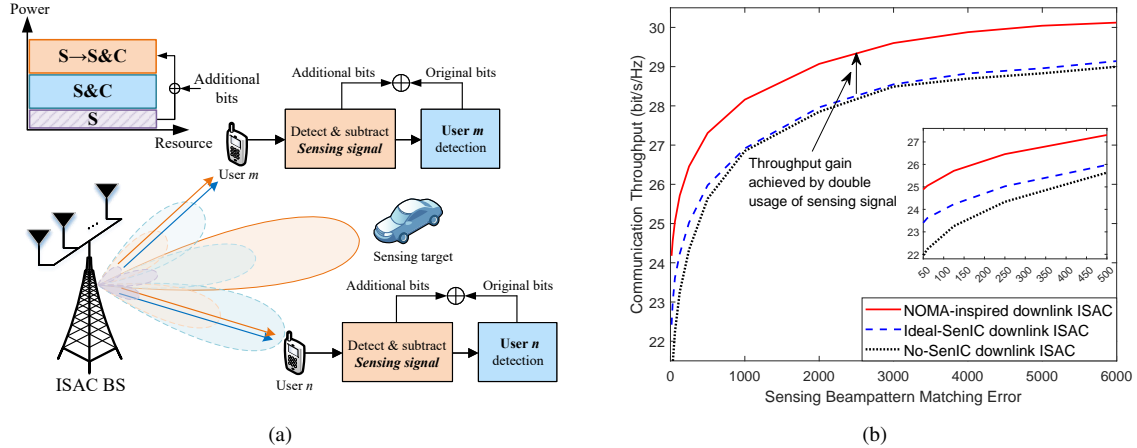 Power
S→S&C
S&C
S
Additional
bits
Resource
Additional bits
Original bits
Detect & subtract
Sensing signal
User m
detection
User m
Sensing target
Additional bits
Original bits
Detect & subtract
Sensing signal
User n
detection
User n
ISAC BS
(a)
Communication Throughput (bit/s/Hz)
30
29
28
27
26
25
24
23
22
Throughput gain
achieved by double
usage of sensing signal
27
26
25
24
23
22
50 100 150 200 250 300 350 400 450 500
NOMA-inspired downlink ISAC
Ideal-SenIC downlink ISAC
No-SenIC downlink ISAC
0 1000 2000 3000 4000 5000 6000
Sensing Beampattern Matching Error
(b)